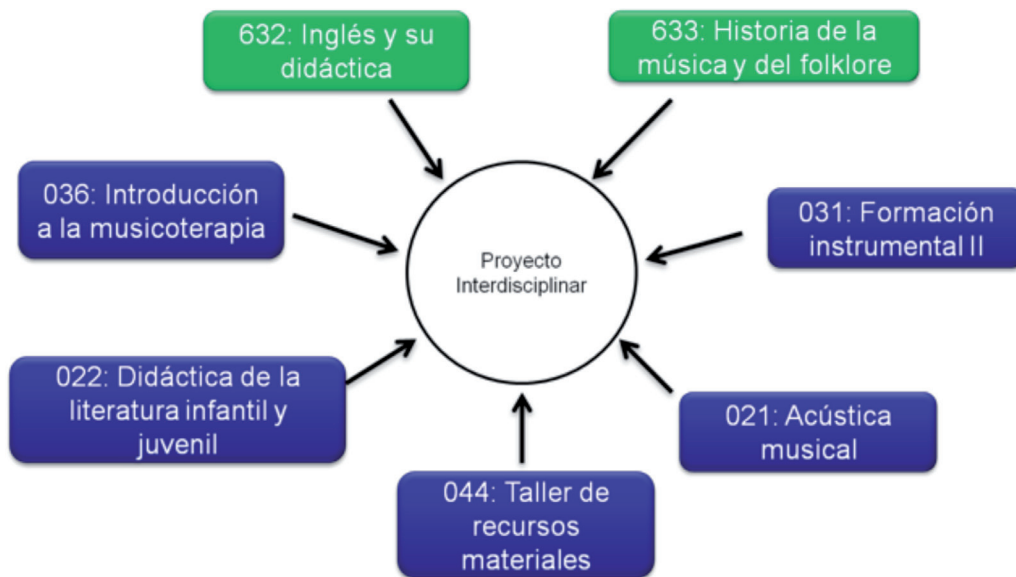 632: Inglés y su
didáctica
633: Historia de la
música y del folklore
036: Introducción
a la musicoterapia
031: Formación
instrumental II
Proyecto
Interdisciplinar
022: Didáctica de la
literatura infantil y
juvenil
021: Acústica
musical
044: Taller de
recursos
materiales